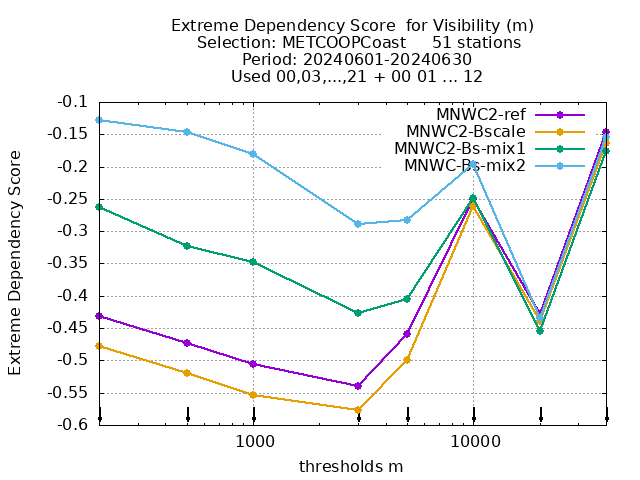 Extreme Dependency Score  for Visibility (m)
Selection: METCOOPCoast     51 stations
Period: 20240601-20240630
Used 00,03,...,21 + 00 01 ... 12
MNWC2-ref
MNWC2-Bscale
MNWC2-Bs-mix1
MNWC-Bs-mix2
Extreme Dependency Score
-0.1
-0.15
-0.2
-0.25
-0.3
-0.35
-0.4
-0.45
-0.5
-0.55
-0.6
1000 10000
thresholds m